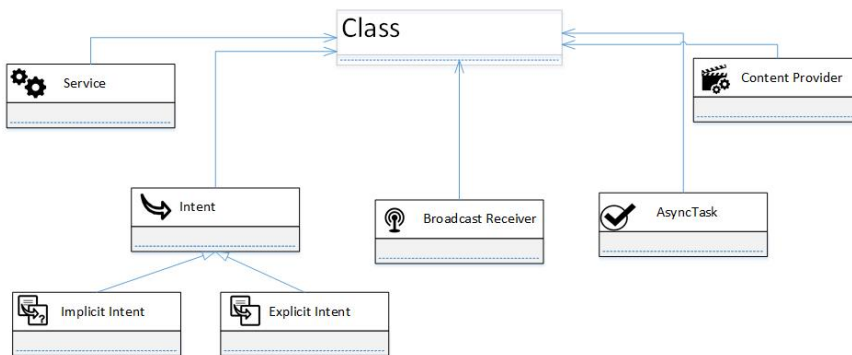 Class
Service
Content Provider
Intent
Broadcast Receiver
AsyncTask
Implicit Intent
Explicit Intent